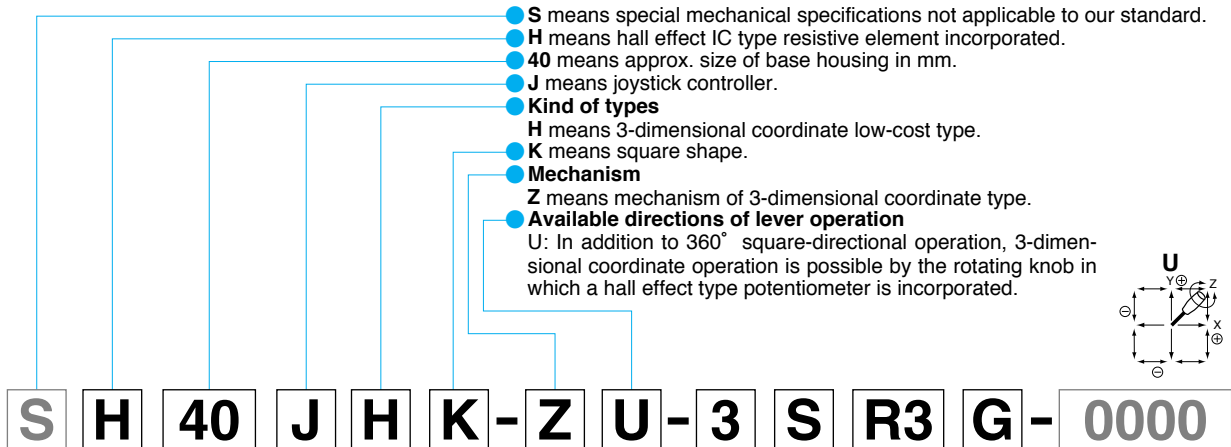 S means special mechanical specifications not applicable to our standard.
H means hall effect IC type resistive element incorporated.
40 means approx. size of base housing in mm.
J means joystick controller.
Kind of types
H means 3-dimensional coordinate low-cost type.
K means square shape.
Mechanism
Z means mechanism of 3-dimensional coordinate type.
Available directions of lever operation
U: In addition to 360° square-directional operation, 3-dimen-
sional coordinate operation is possible by the rotating knob in
which a hall effect type potentiometer is incorporated.
U
Y⊕ Z
⊖
X
⊕
⊖
S H 40 J H K - Z U - 3 S R3 G - 0000